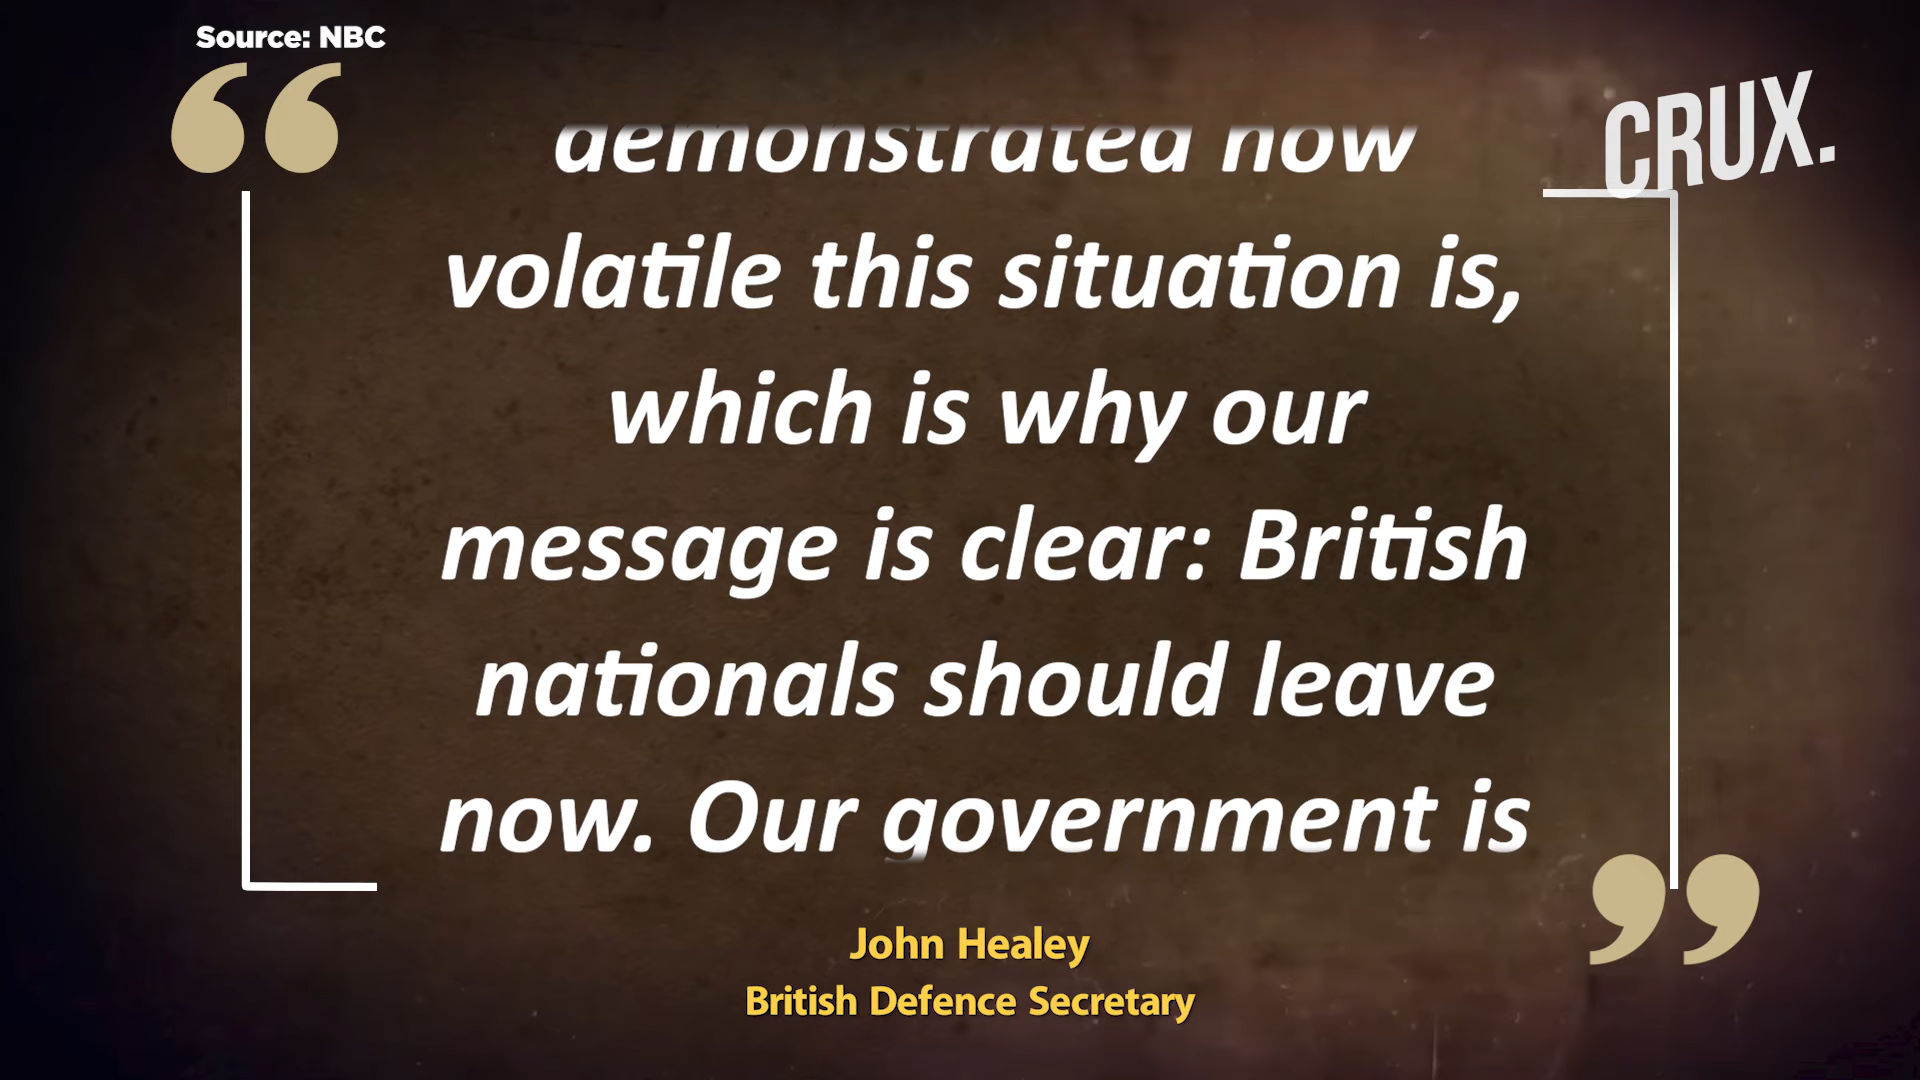 Source: NBC
CRUX.
demonstrated how
volatile this situation is,
which is why our
message is clear: British
nationals should leave
now. Our government is
John Healey
British Defence Secretary